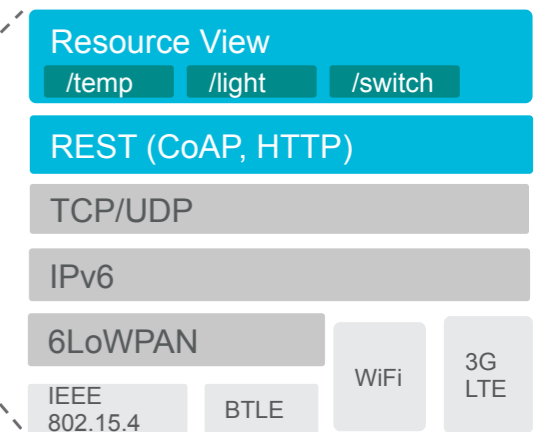 Resource View
/temp /light /switch
REST (CoAP, HTTP)
TCP/UDP
IPv6
6LoWPAN
WiFi
3G
LTE
IEEE
802.15.4
BTLE